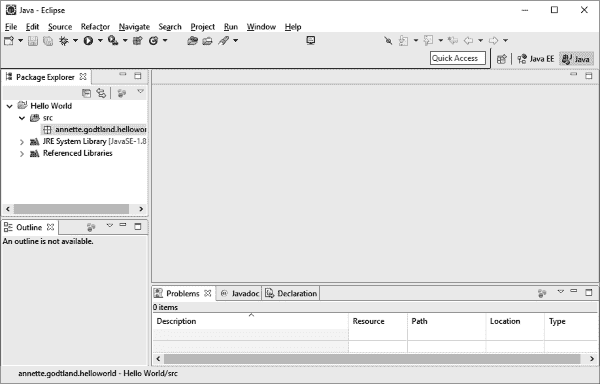 Java - Eclipse
File Edit Source Refactor Navigate Search Project Run Window Help
Quick Access Java EE Java
Package Explorer
Hello World
src
annette.godtland.hellowor
JRE System Library [JavaSE-1.8
Referenced Libraries
Outline
An outline is not available.
Problems @ Javadoc Declaration
0 items
Description Resource Path Location Type
annette.godtland.helloworld - Hello World/src